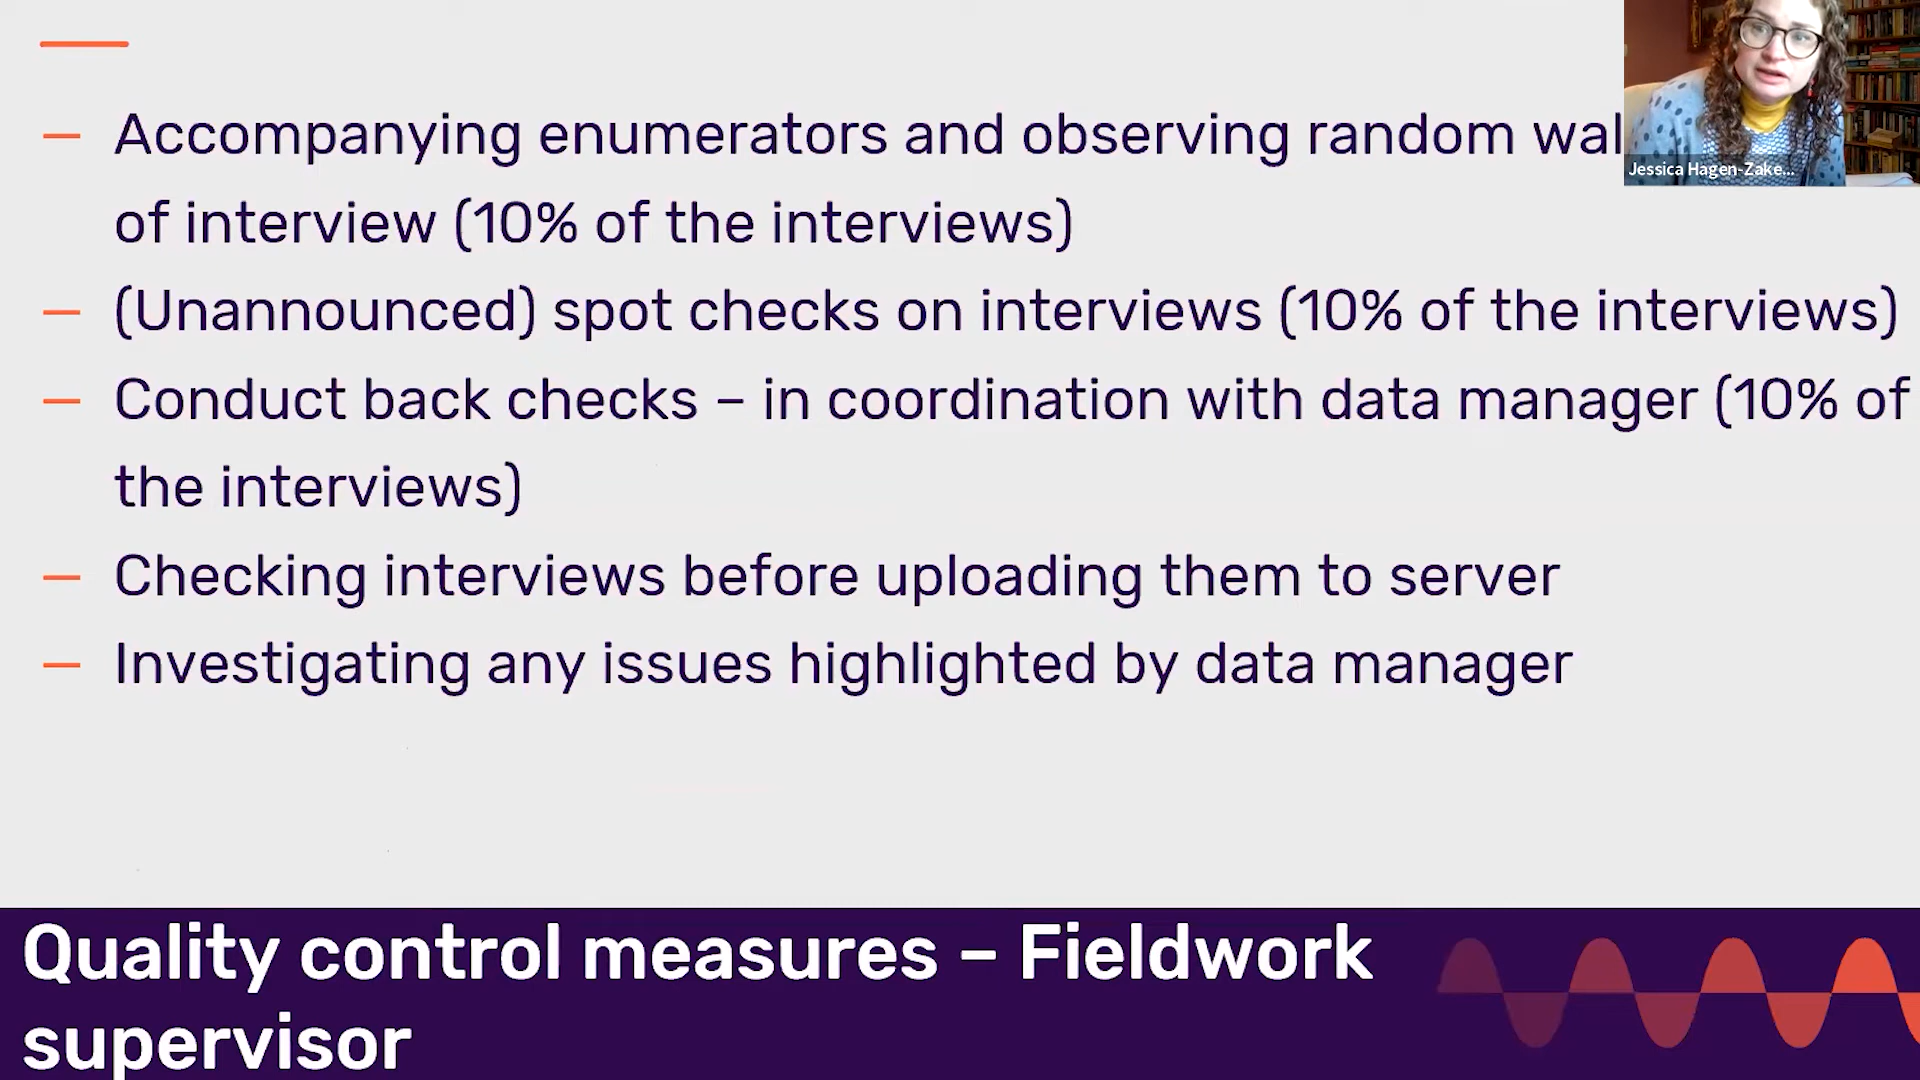 — Accompanying enumerators and observing random
of interview (10% of the interviews)
— (Unannounced) spot checks on interviews (10% of the interviews)
— Conduct back checks – in coordination with data manager (10% of
the interviews)
— Checking interviews before uploading them to server
— Investigating any issues highlighted by data manager
Jessica Hagen-Zake...
Quality control measures – Fieldwork
supervisor